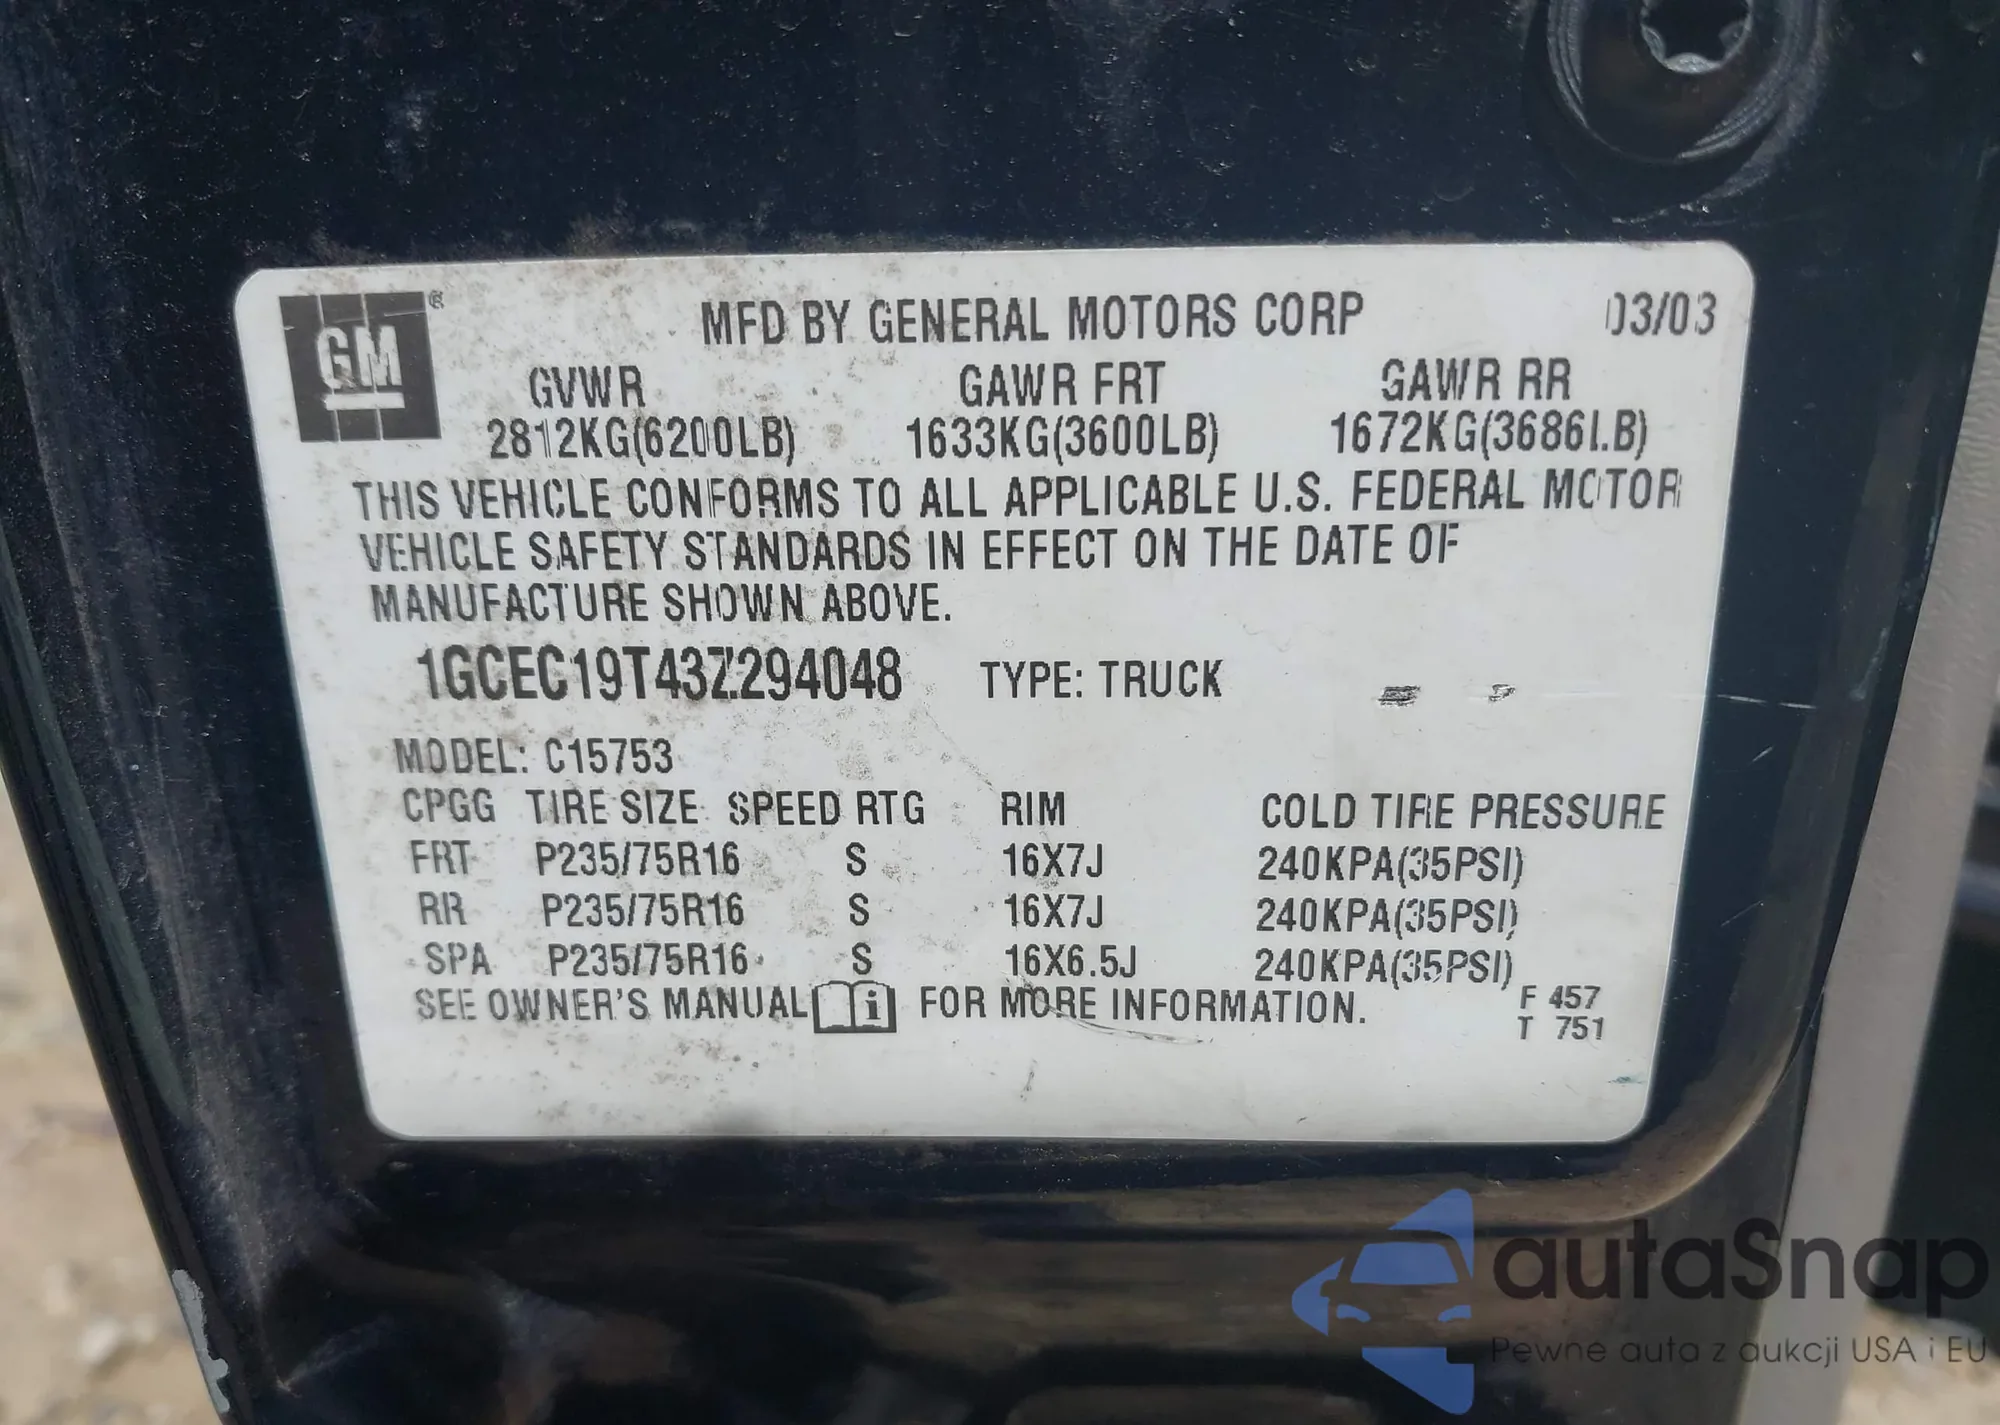 GM®
MFD BY GENERAL MOTORS CORP 03/03
GVWR GAWR FRT GAWR RR
2812KG(6200LB) 1633KG(3600LB) 1672KG(3686LB)
THIS VEHICLE CONFORMS TO ALL APPLICABLE U.S. FEDERAL MOTOR
VEHICLE SAFETY STANDARDS IN EFFECT ON THE DATE OF
MANUFACTURE SHOWN ABOVE.
1GCEC19T43Z294048 TYPE: TRUCK
MODEL: C15753
CPGG TIRE SIZE SPEED RTG RIM COLD TIRE PRESSURE
FRT P235/75R16 S 16X7J 240KPA(35PSI)
RR P235/75R16 S 16X7J 240KPA(35PSI)
SPA P235/75R16 S 16X6.5J 240KPA(35PSI)
SEE OWNER'S MANUAL i FOR MORE INFORMATION.
F 457
T 751
autaSnap
Pewne auta z aukcji USA i EU